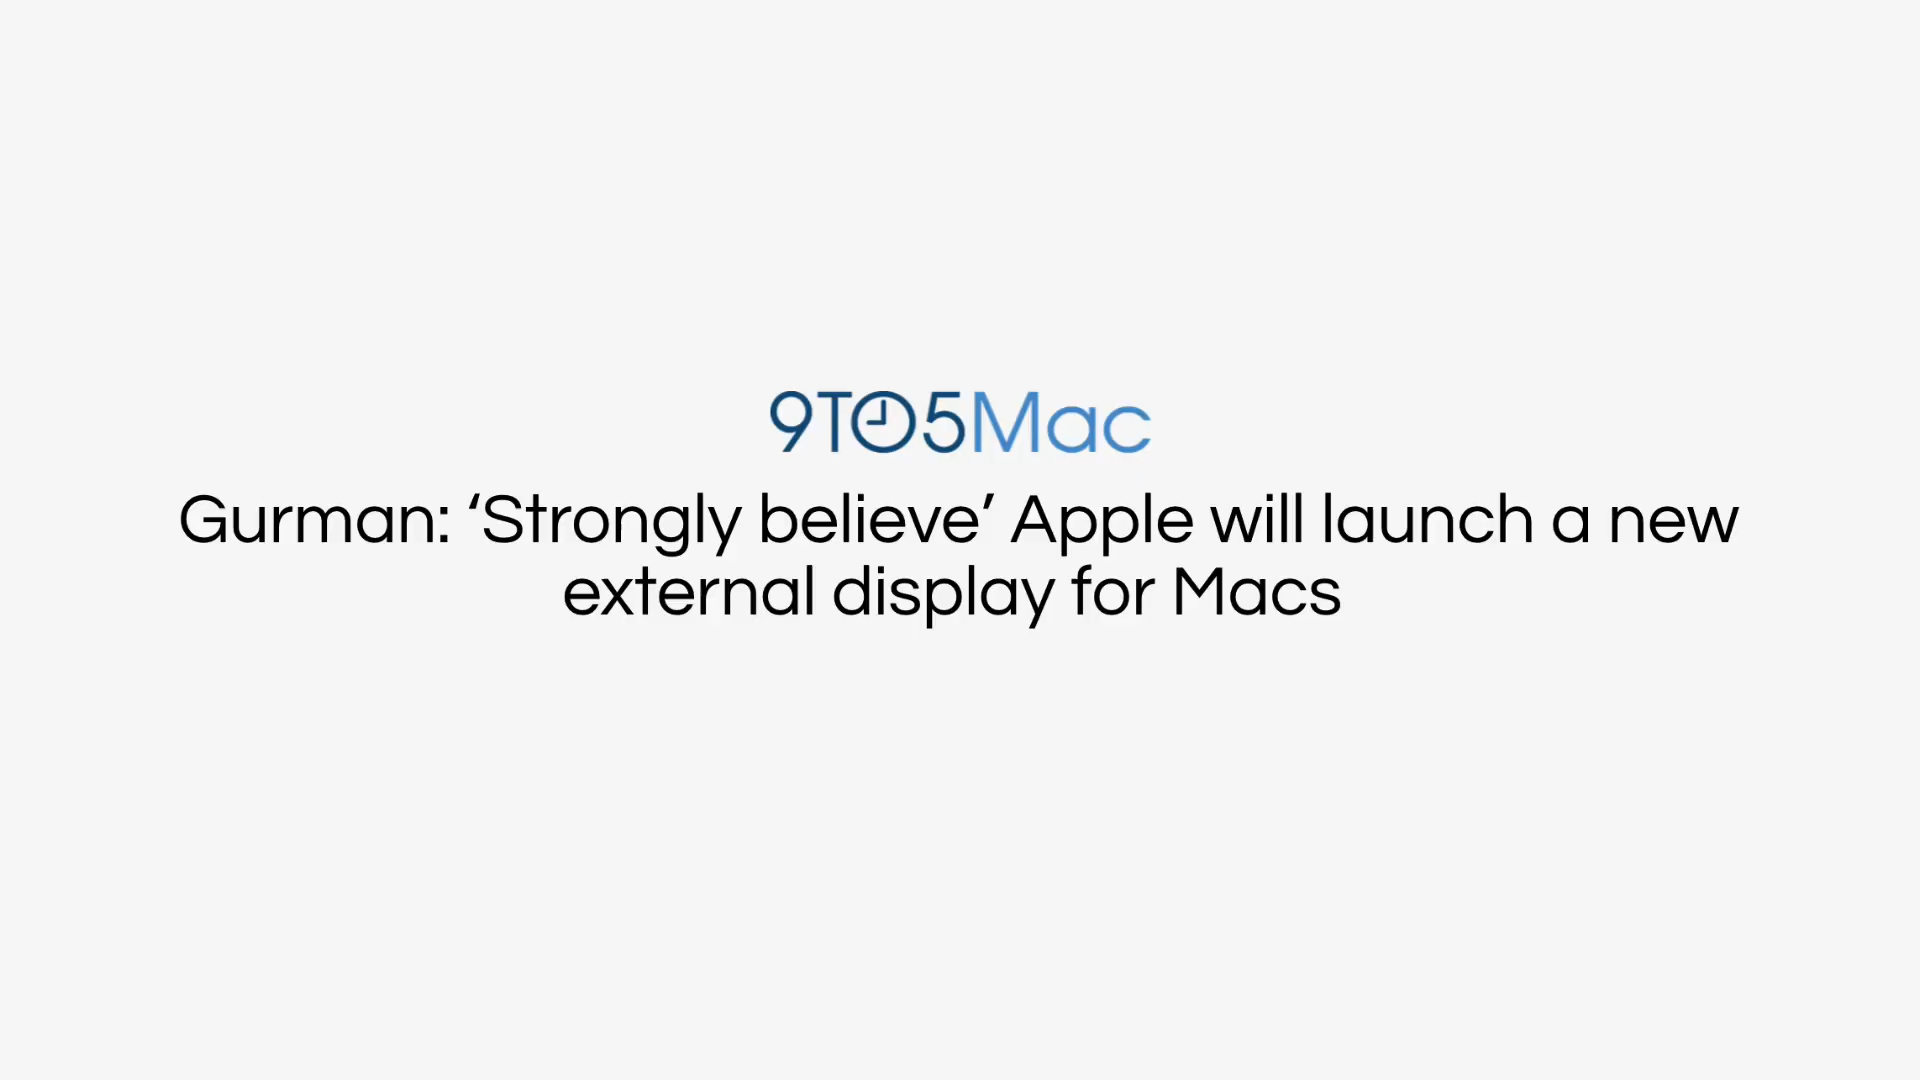 9TO5Mac
Gurman: ‘Strongly believe’ Apple will launch a new
external display for Macs